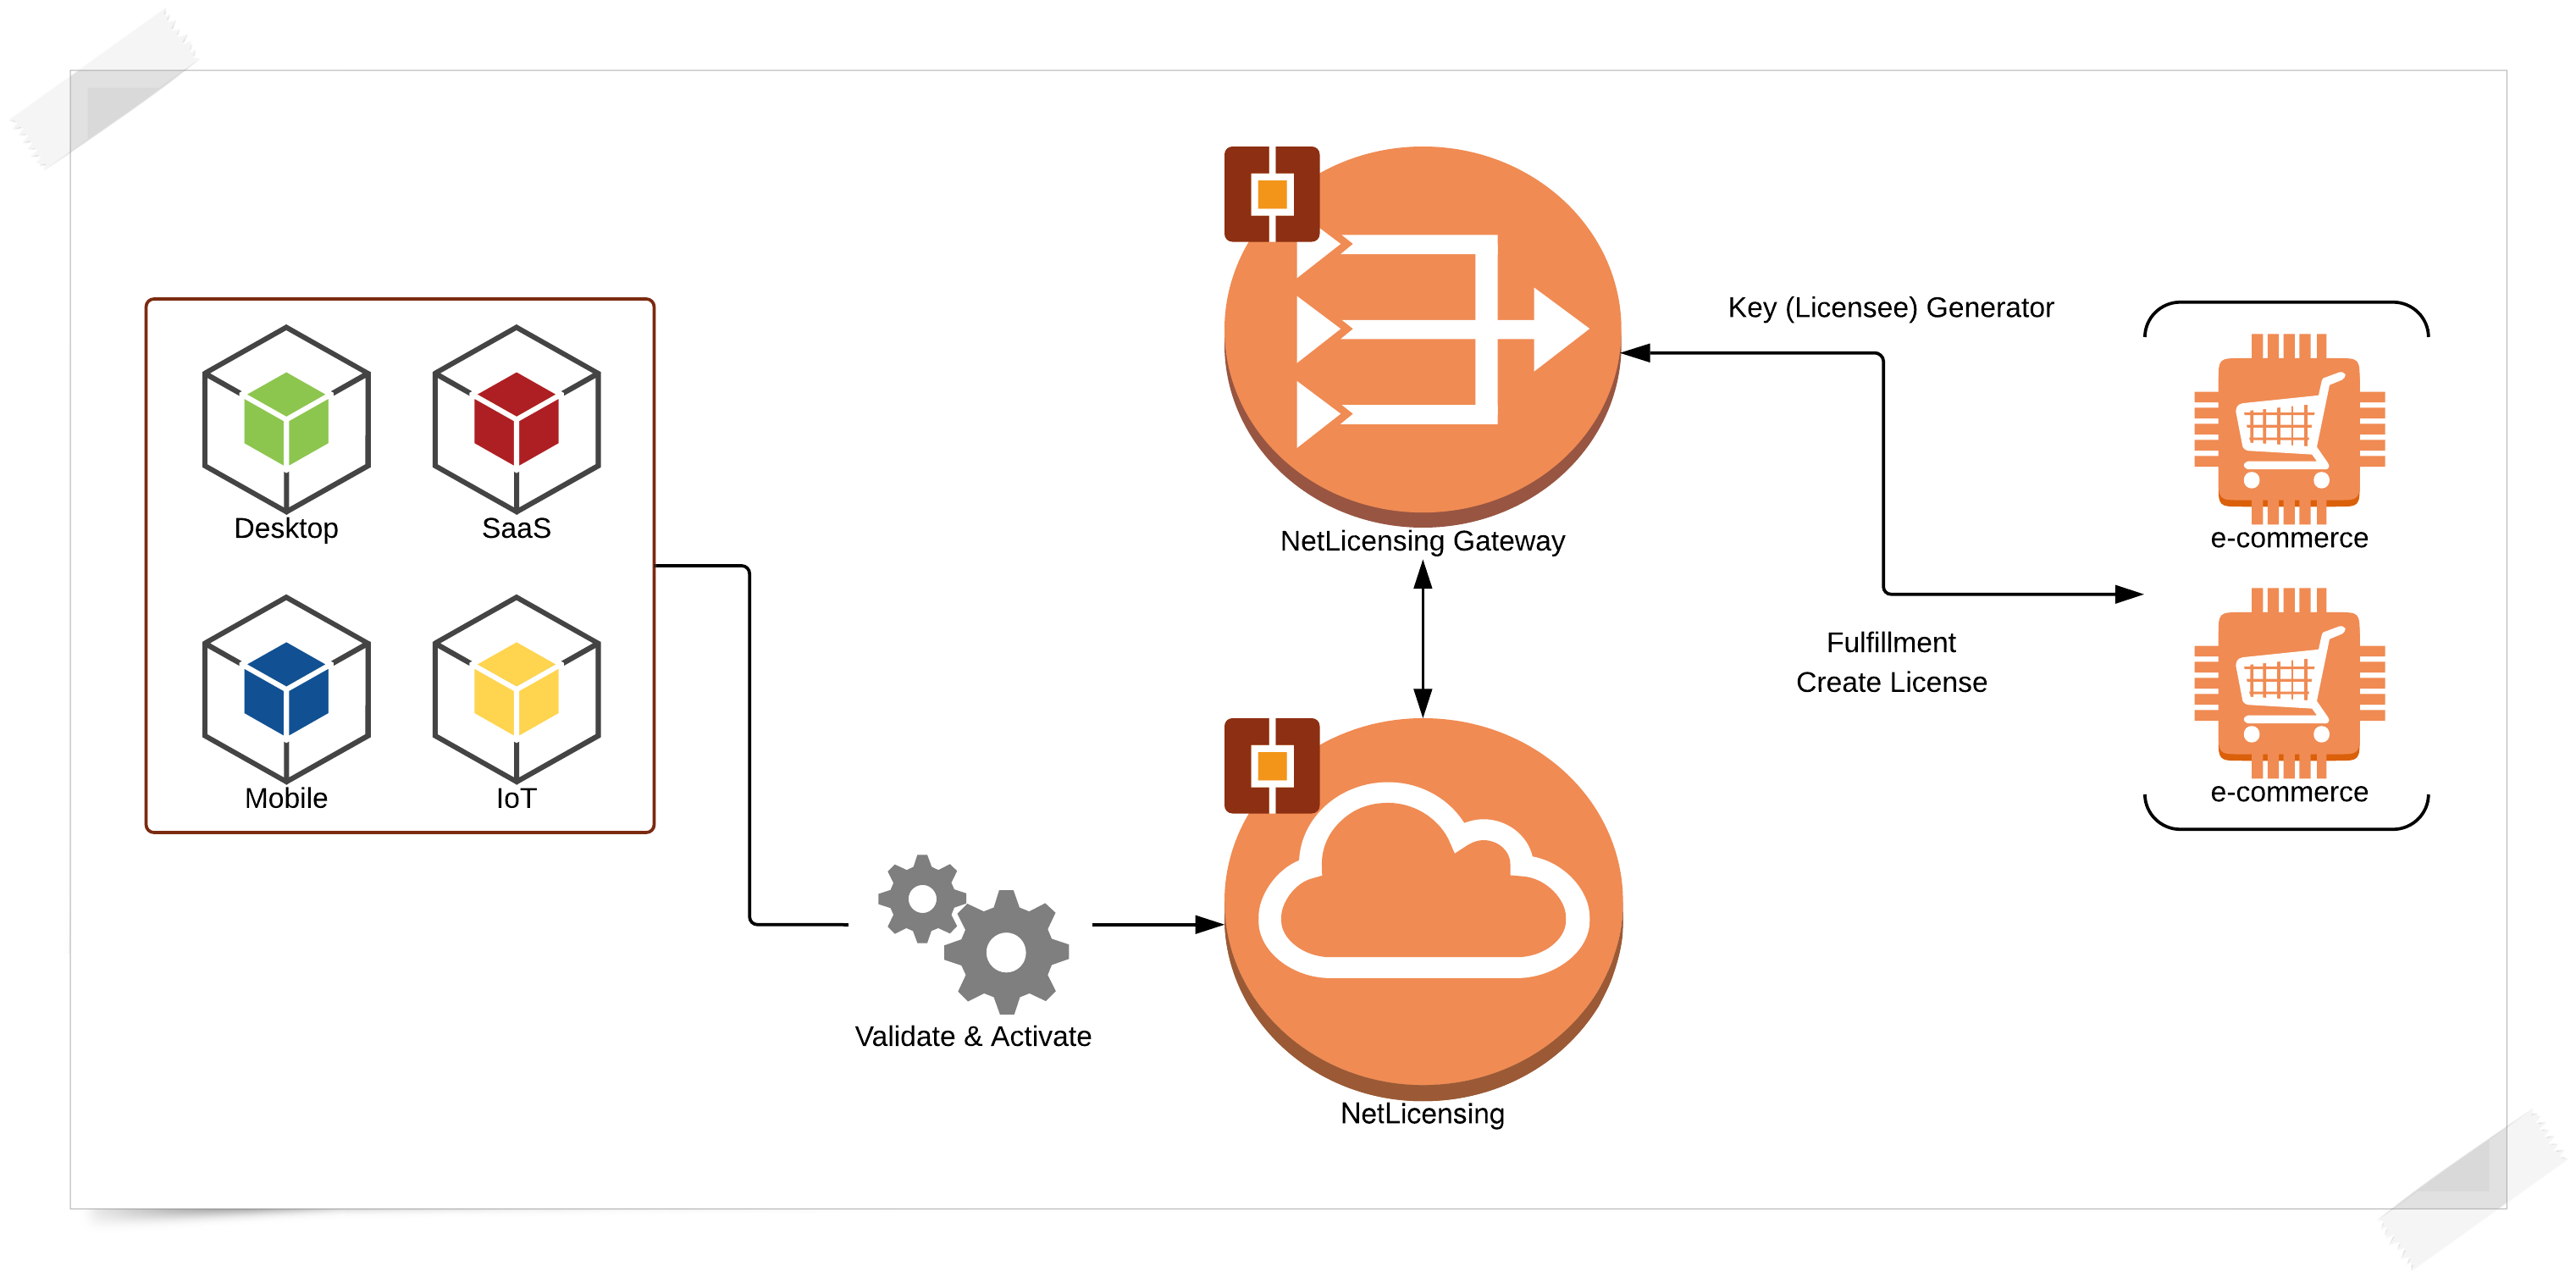 Desktop
SaaS
Mobile
IoT
Validate & Activate
NetLicensing Gateway
NetLicensing
Key (Licensee) Generator
Fulfillment
Create License
e-commerce
e-commerce